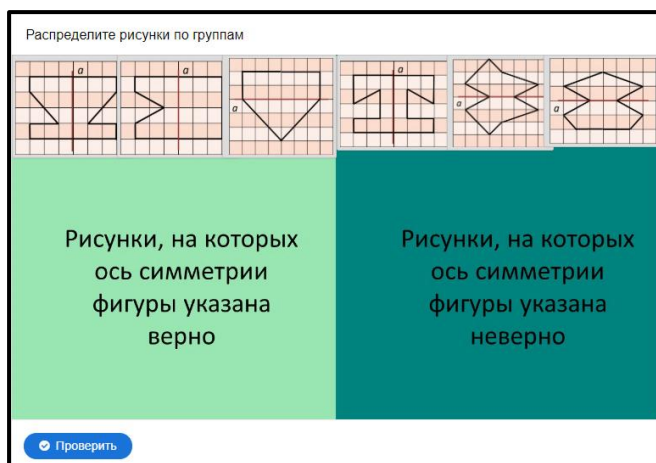 Распределите рисунки по группам
a
a
a
a
a
a
Рисунки, на которых
ось симметрии
фигуры указана
верно
Рисунки, на которых
ось симметрии
фигуры указана
неверно
Проверить